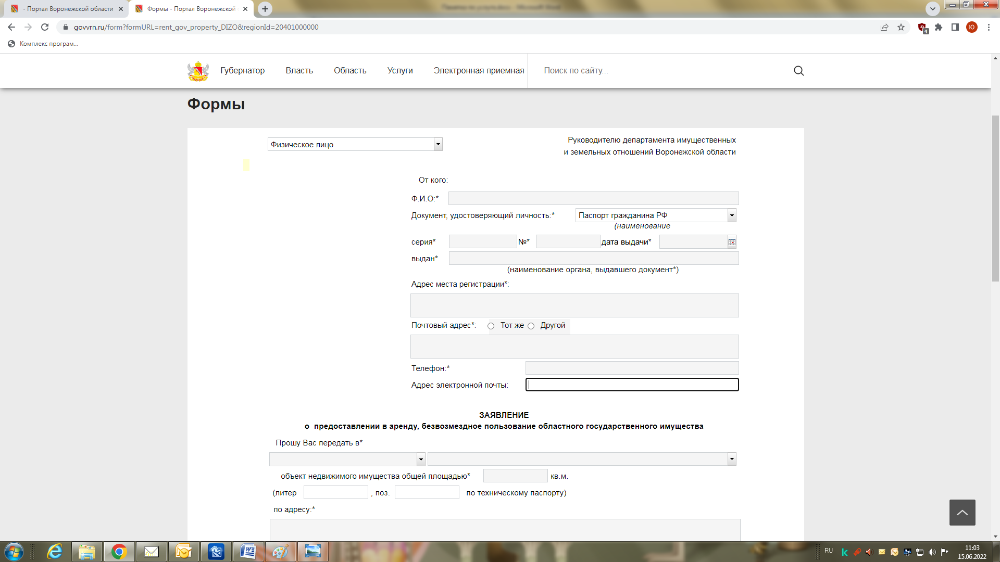 - Портал Воронежской области
Формы - Портал Воронежской
govvrn.ru/form?formURL=rent_gov_property_DIZO&regionId=20401000000
4
Ю
Комплекс програм...
Губернатор Власть Область Услуги Электронная приемная Поиск по сайту...
Формы
Физическое лицо
Руководителю департамента имущественных
и земельных отношений Воронежской области
От кого:
Ф.И.О:*
Документ, удостоверяющий личность:* Паспорт гражданина РФ
(наименование
серия* №* дата выдачи*
выдан*
(наименование органа, выдавшего документ*)
Адрес места регистрации*:
Почтовый адрес*: Тот же Другой
Телефон:*
Адрес электронной почты:
ЗАЯВЛЕНИЕ
о предоставлении в аренду, безвозмездное пользование областного государственного имущества
Прошу Вас передать в*
объект недвижимого имущества общей площадью* кв.м.
(литер , поз. по техническому паспорту)
по адресу:*
RU
11:03
15.06.2022